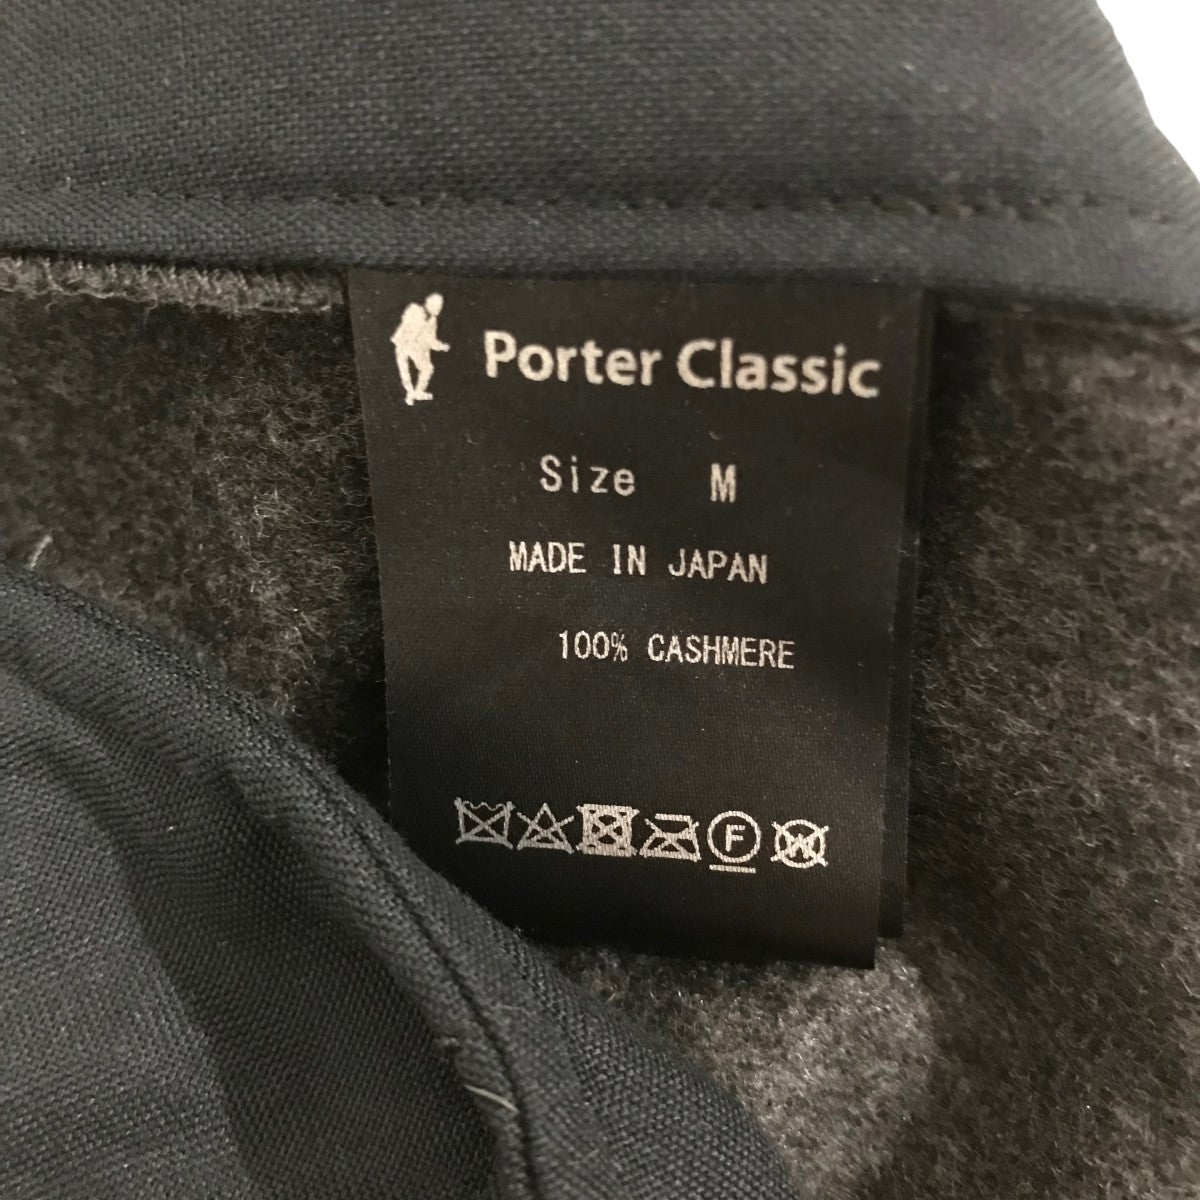 Porter Classic
Size M
MADE IN JAPAN
100% CASHMERE
F
W